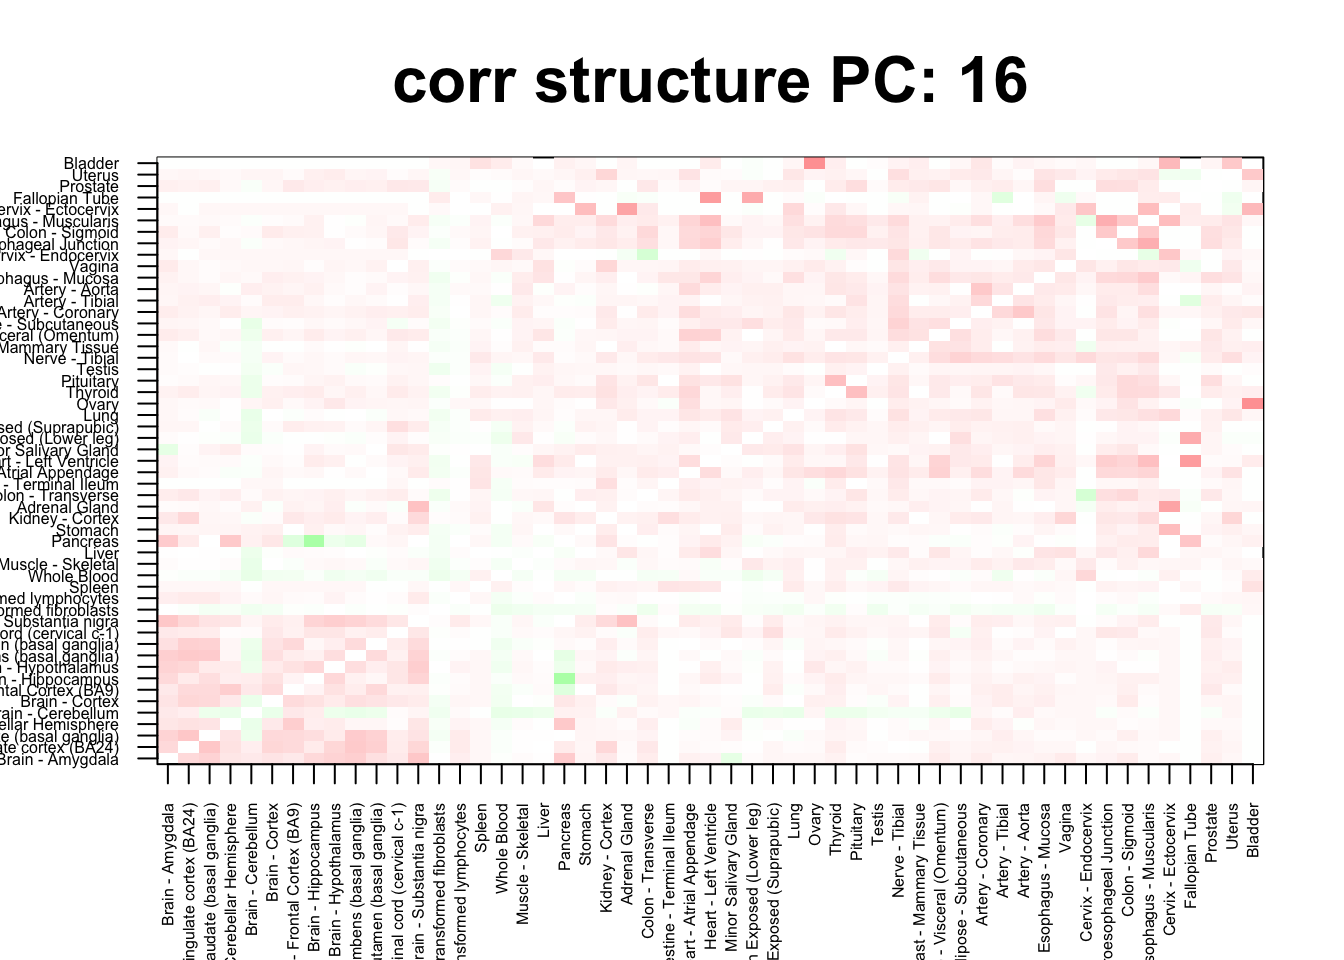 corr structure PC: 16
Bladder
Uterus
Prostate
Fallopian Tube
ervix - Ectocervix
gus - Muscularis
Colon - Sigmoid
phageal Junction
rvix - Endocervix
Vagina
phagus - Mucosa
Artery - Aorta
Artery - Tibial
Artery - Coronary
e - Subcutaneous
ceral (Omentum)
Mammary Tissue
Nerve - Tibial
Testis
Pituitary
Thyroid
Ovary
Lung
sed (Suprapubic)
osed (Lower leg)
or Salivary Gland
art - Left Ventricle
Atrial Appendage
- Terminal Ileum
olon - Transverse
Adrenal Gland
Kidney - Cortex
Stomach
Pancreas
Liver
Muscle - Skeletal
Whole Blood
Spleen
med lymphocytes
ormed fibroblasts
Substantia nigra
ord (cervical c-1)
n (basal ganglia)
s (basal ganglia)
n - Hypothalamus
n - Hippocampus
ntal Cortex (BA9)
Brain - Cortex
rain - Cerebellum
ellar Hemisphere
e (basal ganglia)
ate cortex (BA24)
Brain - Amygdala
Brain - Amygdala
ingulate cortex (BA24)
audate (basal ganglia)
Cerebellar Hemisphere
Brain - Cerebellum
Brain - Cortex
- Frontal Cortex (BA9)
Brain - Hippocampus
Brain - Hypothalamus
mbens (basal ganglia)
utamen (basal ganglia)
inal cord (cervical c-1)
rain - Substantia nigra
ransformed fibroblasts
nsformed lymphocytes
Spleen
Whole Blood
Muscle - Skeletal
Liver
Pancreas
Stomach
Kidney - Cortex
Adrenal Gland
Colon - Transverse
estine - Terminal Ileum
art - Atrial Appendage
Heart - Left Ventricle
Minor Salivary Gland
n Exposed (Lower leg)
Exposed (Suprapubic)
Lung
Ovary
Thyroid
Pituitary
Testis
Nerve - Tibial
ast - Mammary Tissue
- Visceral (Omentum)
dipose - Subcutaneous
Artery - Coronary
Artery - Tibial
Artery - Aorta
Esophagus - Mucosa
Vagina
Cervix - Endocervix
roesophageal Junction
Colon - Sigmoid
sophagus - Muscularis
Cervix - Ectocervix
Fallopian Tube
Prostate
Uterus
Bladder